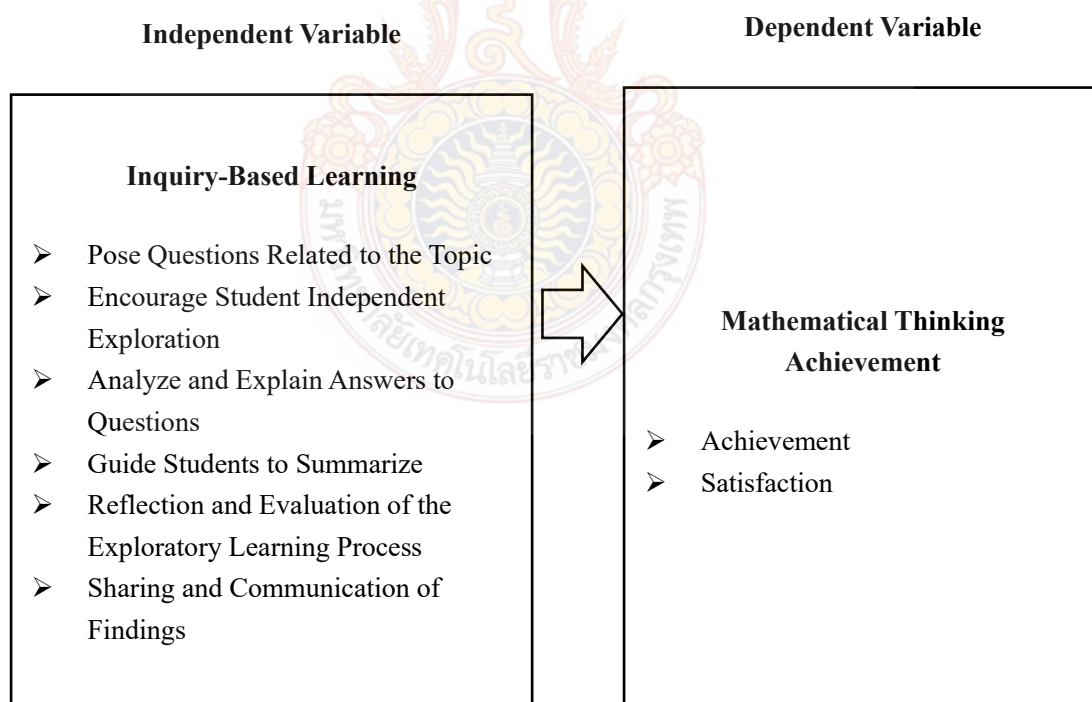 Independent Variable
Dependent Variable
Inquiry-Based Learning
➢ Pose Questions Related to the Topic
➢ Encourage Student Independent
Exploration
➢ Analyze and Explain Answers to
Questions
➢ Guide Students to Summarize
➢ Reflection and Evaluation of the
Exploratory Learning Process
➢ Sharing and Communication of
Findings
Mathematical Thinking
Achievement
➢ Achievement
➢ Satisfaction